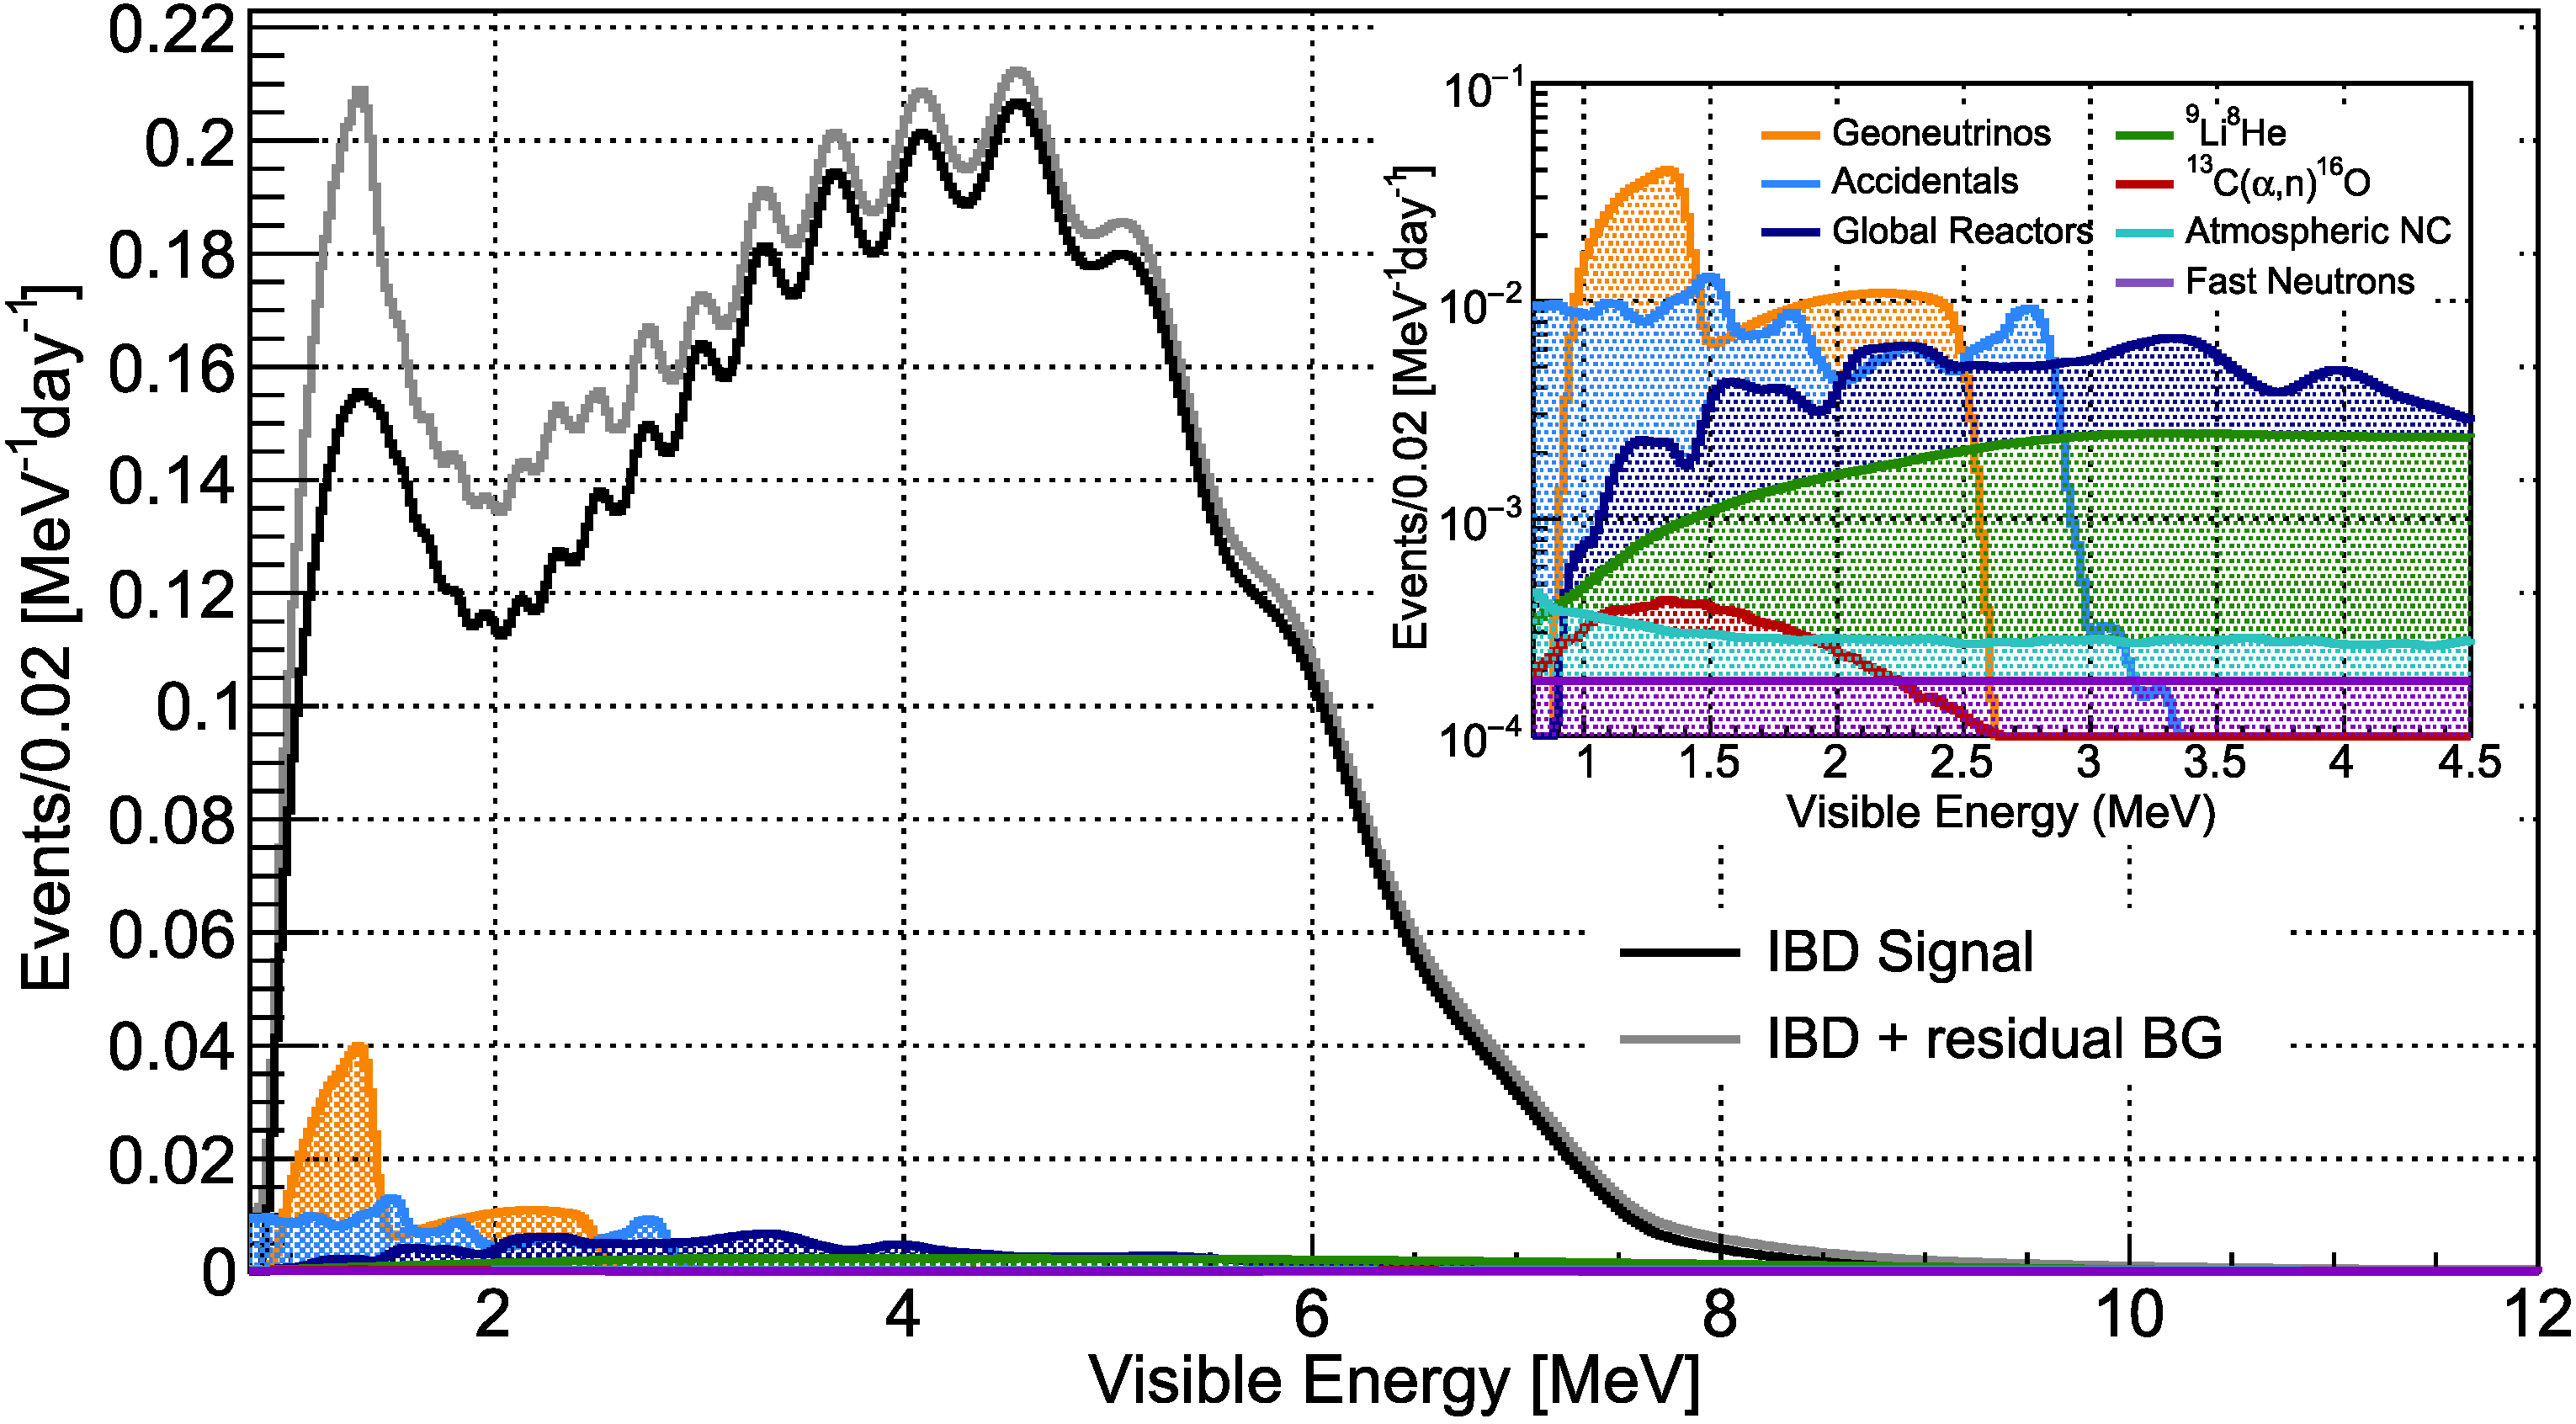 Events/0.02 [MeV⁻¹day⁻¹]
0.22
0.2
0.18
0.16
0.14
0.12
0.1
0.08
0.06
0.04
0.02
0
2
4
6
8
10
12
Visible Energy [MeV]
Events/0.02 [MeV⁻¹day⁻¹]
10⁻¹
10⁻²
10⁻³
10⁻⁴
Geoneutrinos
Accidentals
Global Reactors
⁹Li⁸He
¹³C(α,n)¹⁶O
Atmospheric NC
Fast Neutrons
1
1.5
2
2.5
3
3.5
4
4.5
Visible Energy (MeV)
IBD Signal
IBD + residual BG